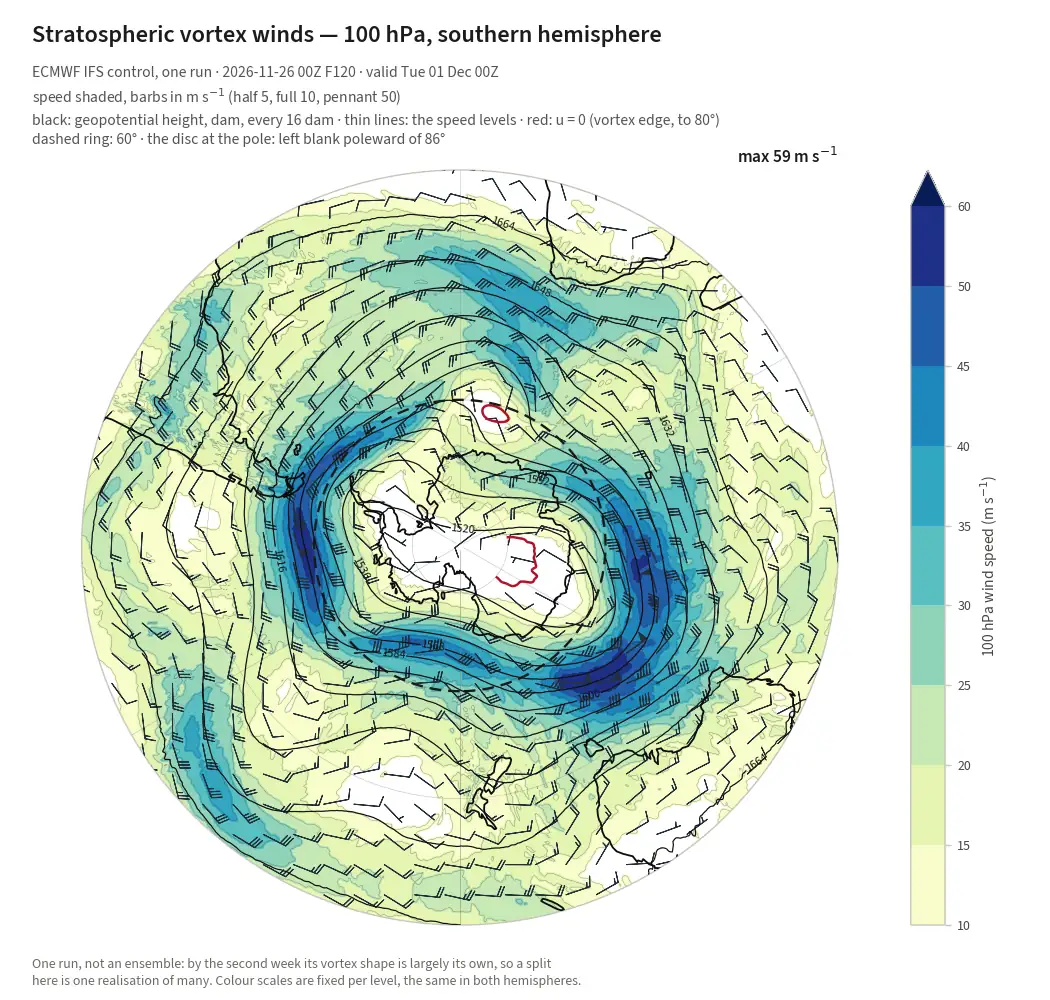 Stratospheric vortex winds — 100 hPa, southern hemisphere
ECMWF IFS control, one run · 2026-11-26 00Z F120 · valid Tue 01 Dec 00Z
speed shaded, barbs in m s⁻¹ (half 5, full 10, pennant 50)
black: geopotential height, dam, every 16 dam · thin lines: the speed levels · red: u = 0 (vortex edge, to 80°)
dashed ring: 60° · the disc at the pole: left blank poleward of 86°
max 59 m s⁻¹
1664
1648
1632
1520
1616
1536
1584
1600
1664
60
50
45
40
35
30
25
20
15
10
100 hPa wind speed (m s⁻¹)
One run, not an ensemble: by the second week its vortex shape is largely its own, so a split
here is one realisation of many. Colour scales are fixed per level, the same in both hemispheres.